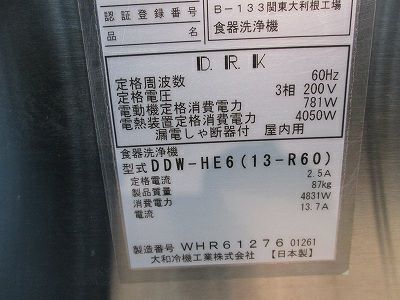 認証登録番号 B-133関東大利根工場
品名 食器洗浄機
D.R.K
定格周波数 60Hz
定格電圧 3相 200V
電動機定格消費電力 781W
電熱装置定格消費電力 4050W
漏電しゃ断器付 屋内用
食器洗浄機
型式 DDW-HE6(13-R60)
定格電流 2.5A
製品質量 87kg
消費電力 4831W
電流 13.7A
製造番号 WHR61276 01261
大和冷機工業株式会社 【日本製】